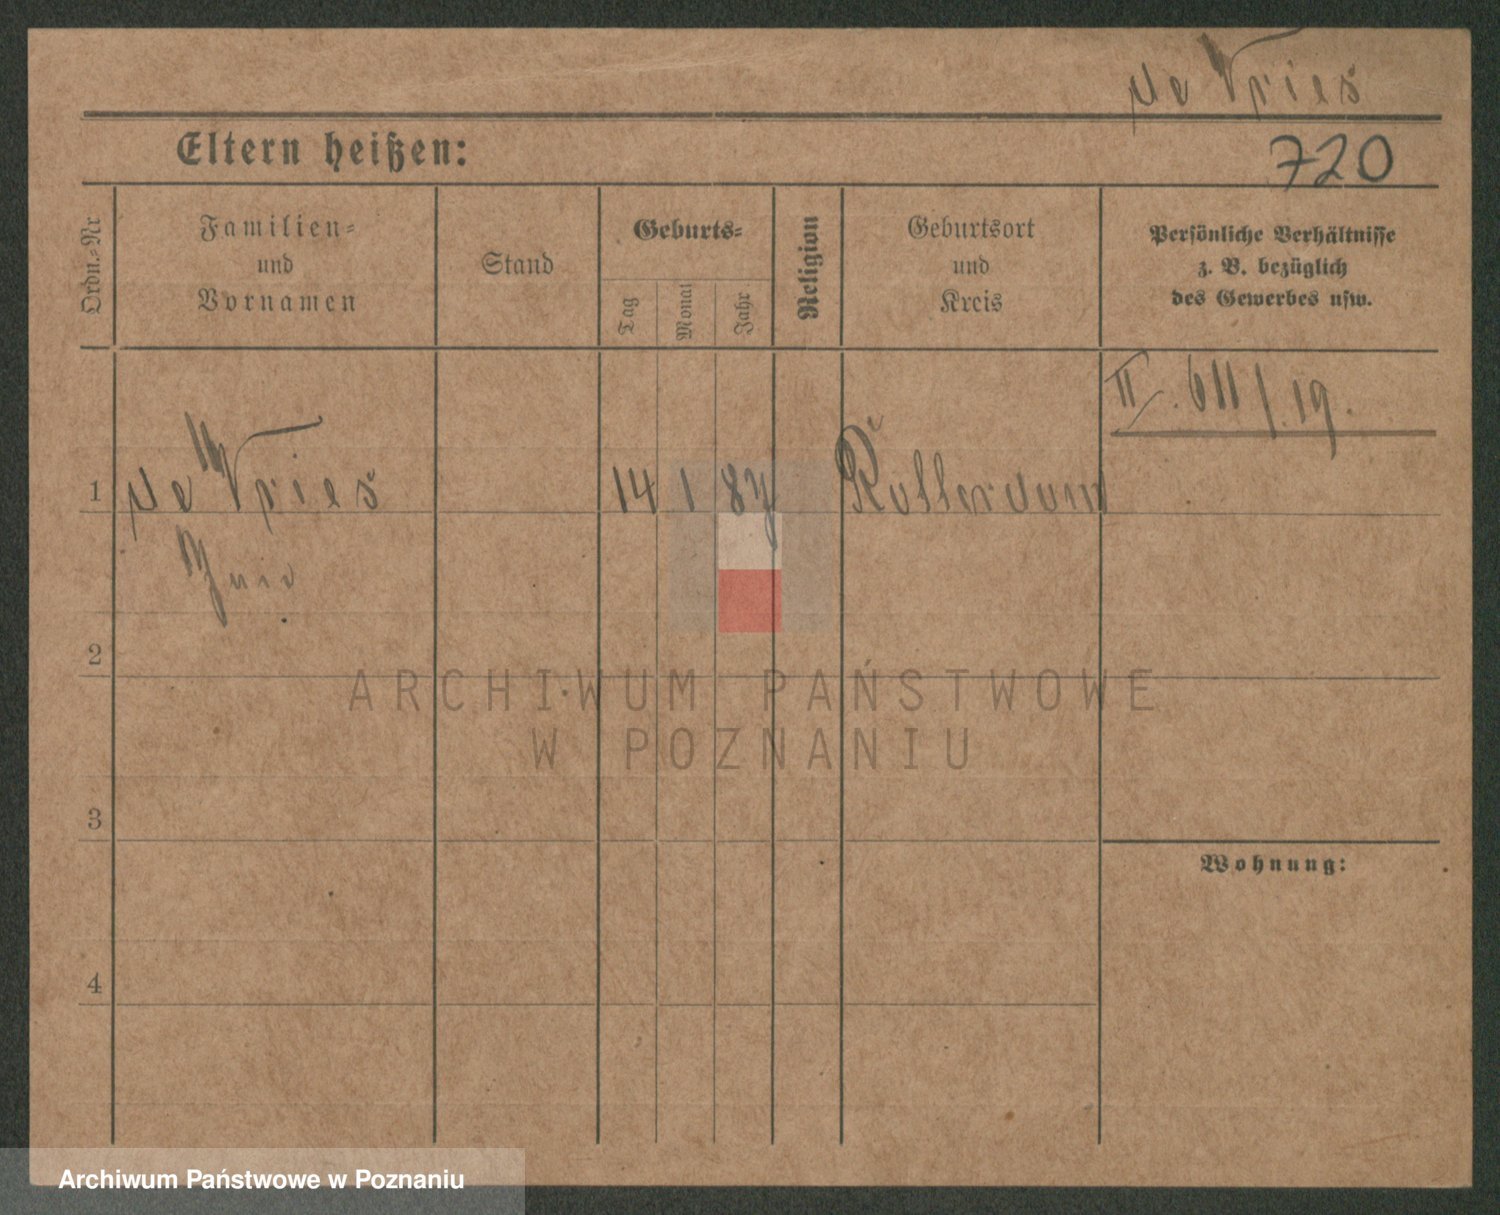 de Vries
Eltern heißen:
720
Ordn.-Nr
Familien-
und
Vornamen
Stand
Geburts-
Tag
Monat
Jahr
Religion
Geburtsort
und
Kreis
Persönliche Verhältnisse
z. B. bezüglich
des Gewerbes usw.
II. 611/.19.
1 de Vries 14 1 87 Rotterdam
2
3
4
Wohnung:
ARCHIWUM PAŃSTWOWE
W POZNANIU
Archiwum Państwowe w Poznaniu